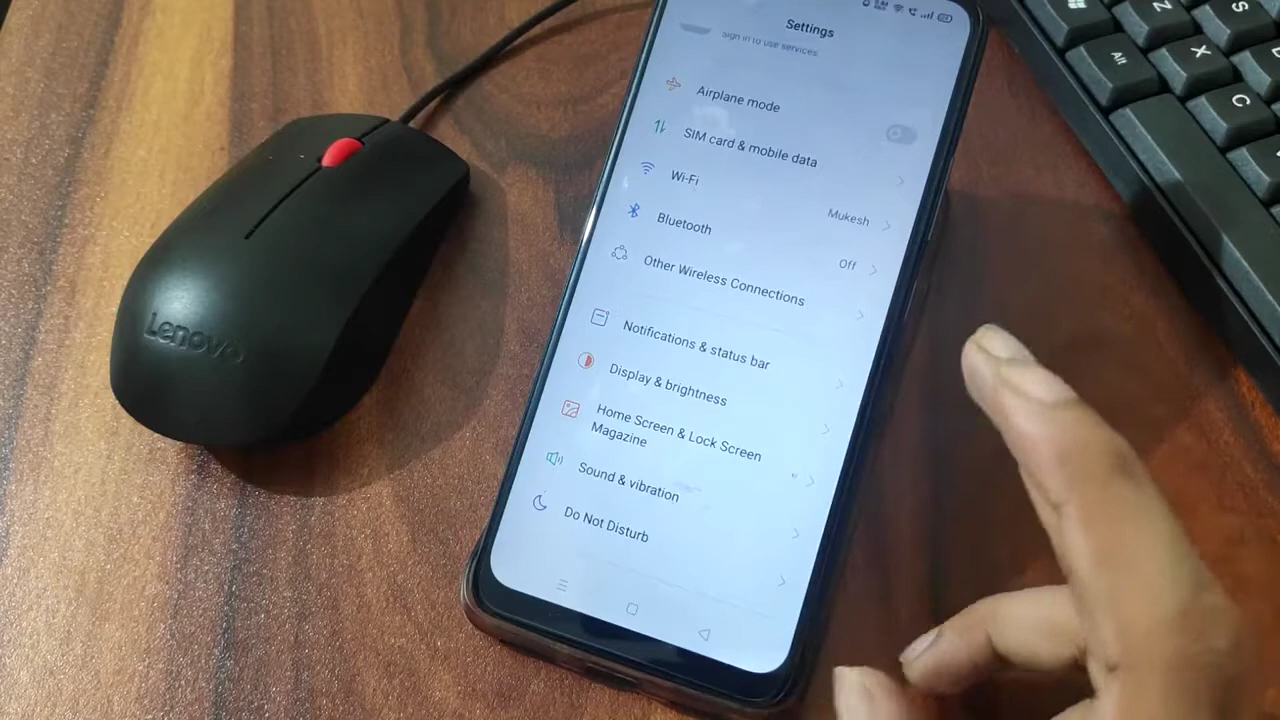 Settings
Sign in to use services
Airplane mode
SIM card & mobile data
Wi-Fi
Mukesh
Bluetooth
Off
Other Wireless Connections
Notifications & status bar
Display & brightness
Home Screen & Lock Screen
Magazine
Sound & vibration
Do Not Disturb
Lenovo
Alt
Z
X
S
C